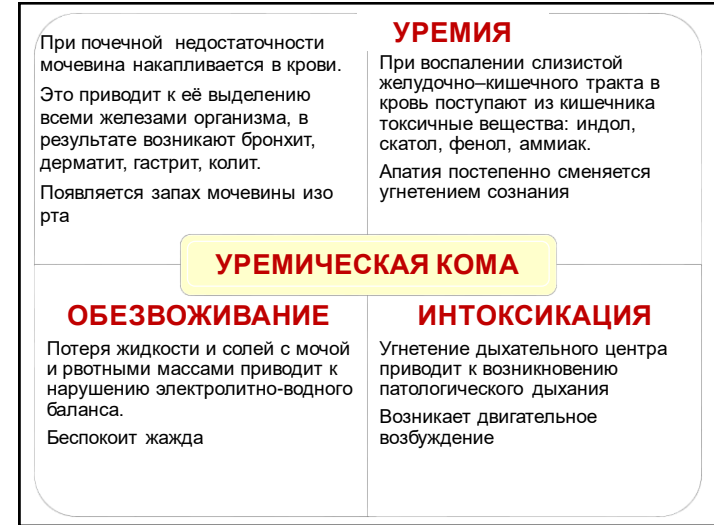 При почечной недостаточности
мочевина накапливается в крови.
Это приводит к её выделению
всеми железами организма, в
результате возникают бронхит,
дерматит, гастрит, колит.
Появляется запах мочевины изо
рта
УРЕМИЯ
При воспалении слизистой
желудочно–кишечного тракта в
кровь поступают из кишечника
токсичные вещества: индол,
скатол, фенол, аммиак.
Апатия постепенно сменяется
угнетением сознания
УРЕМИЧЕСКАЯ КОМА
ОБЕЗВОЖИВАНИЕ
Потеря жидкости и солей с мочой
и рвотными массами приводит к
нарушению электролитно-водного
баланса.
Беспокоит жажда
ИНТОКСИКАЦИЯ
Угнетение дыхательного центра
приводит к возникновению
патологического дыхания
Возникает двигательное
возбуждение